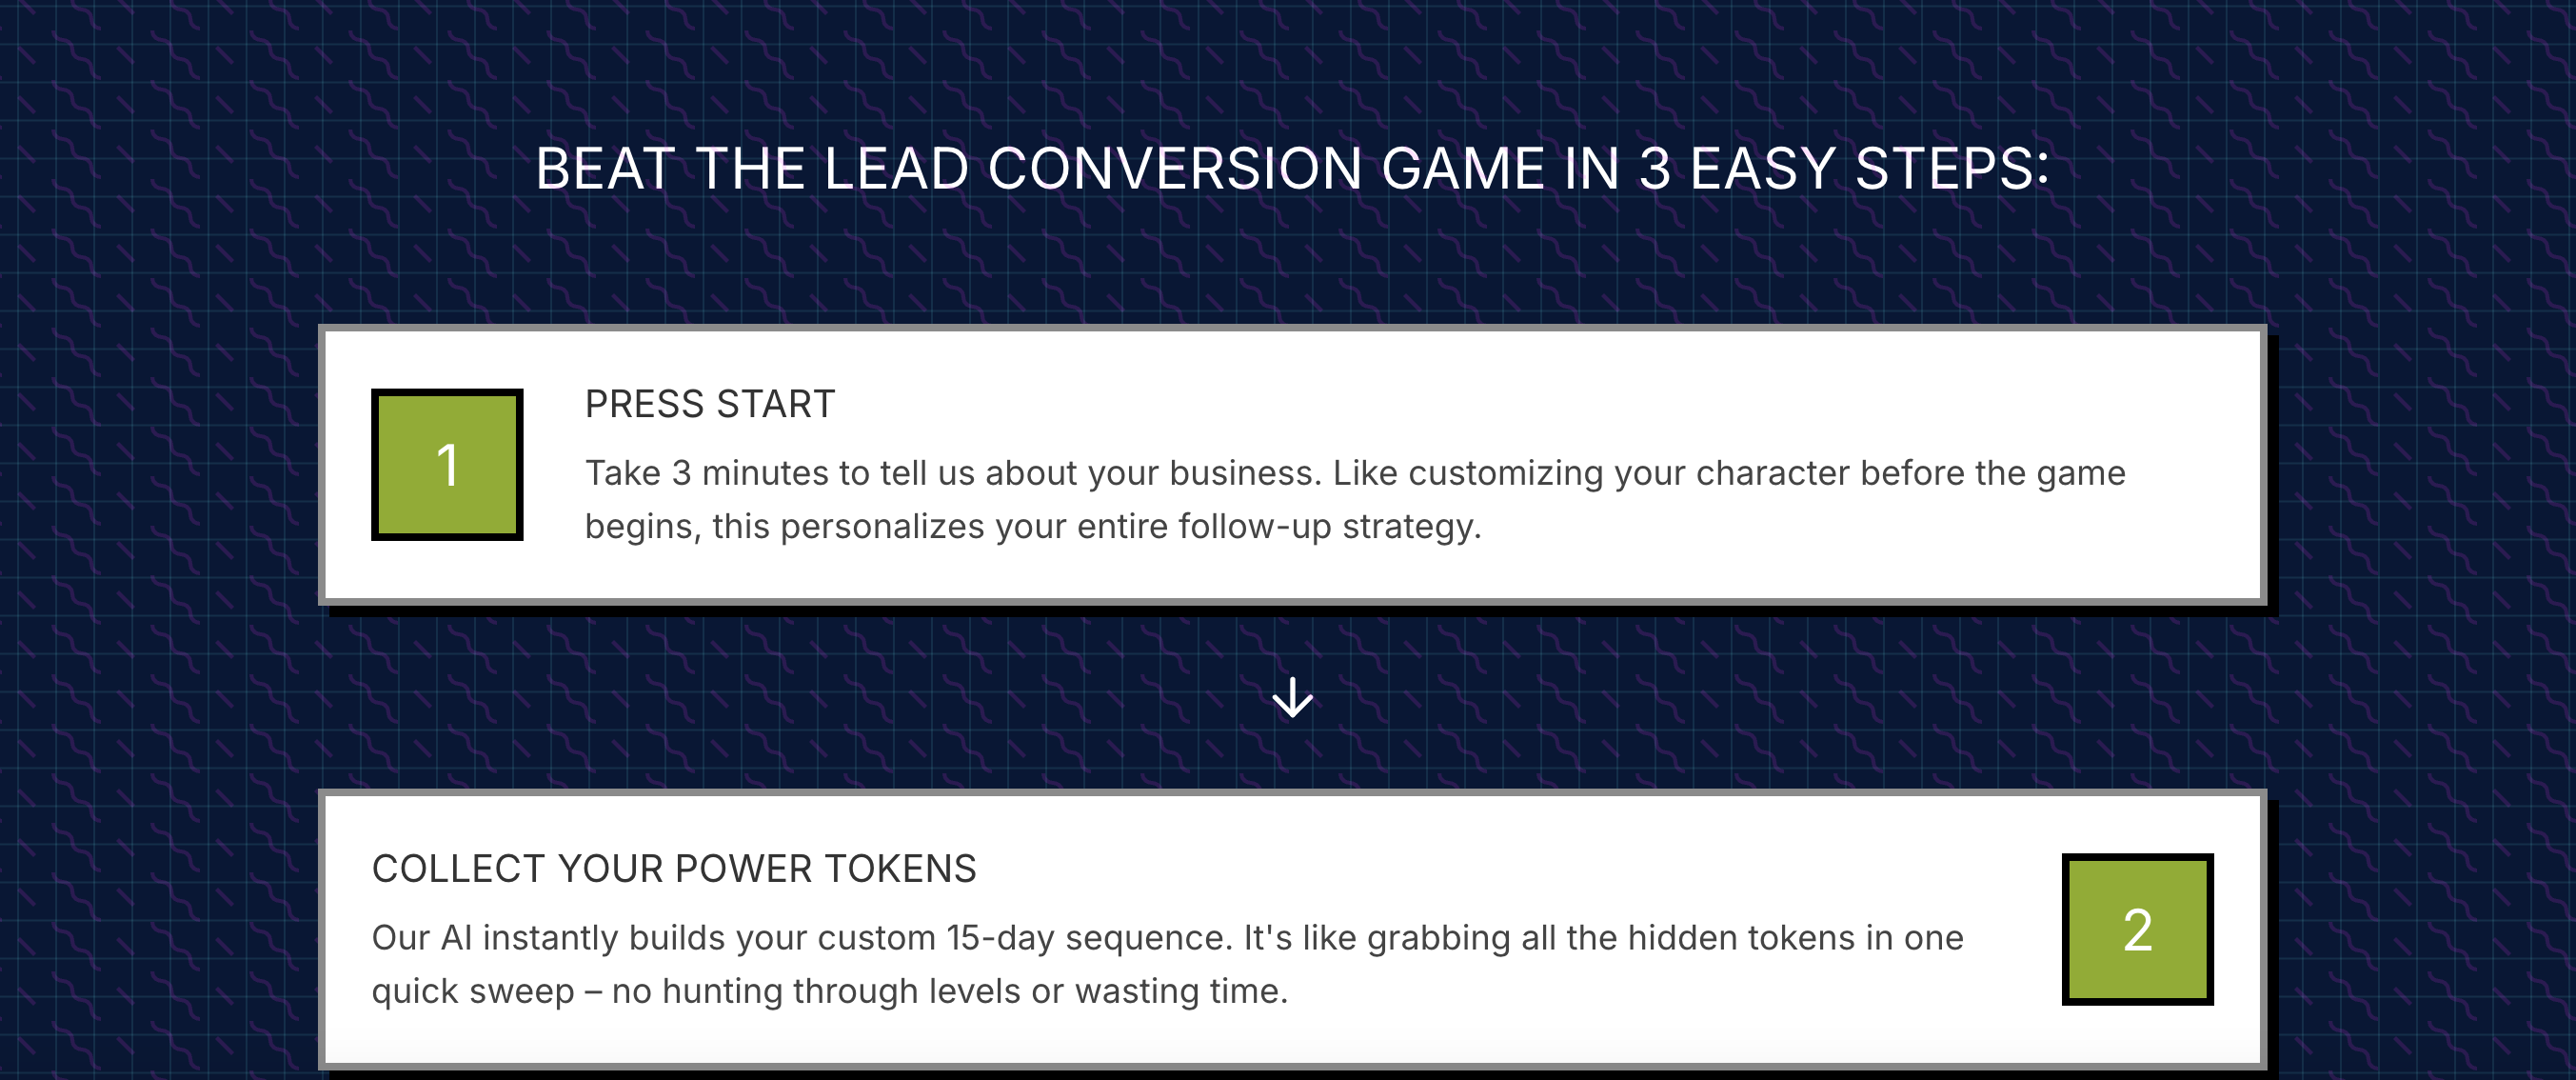 BEAT THE LEAD CONVERSION GAME IN 3 EASY STEPS:
1
PRESS START
Take 3 minutes to tell us about your business. Like customizing your character before the game
begins, this personalizes your entire follow-up strategy.
COLLECT YOUR POWER TOKENS
Our AI instantly builds your custom 15-day sequence. It's like grabbing all the hidden tokens in one
quick sweep – no hunting through levels or wasting time.
2